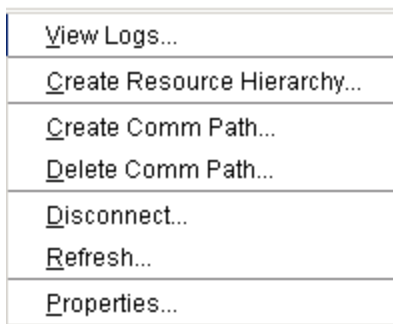 View Logs...
Create Resource Hierarchy...
Create Comm Path...
Delete Comm Path...
Disconnect...
Refresh...
Properties...